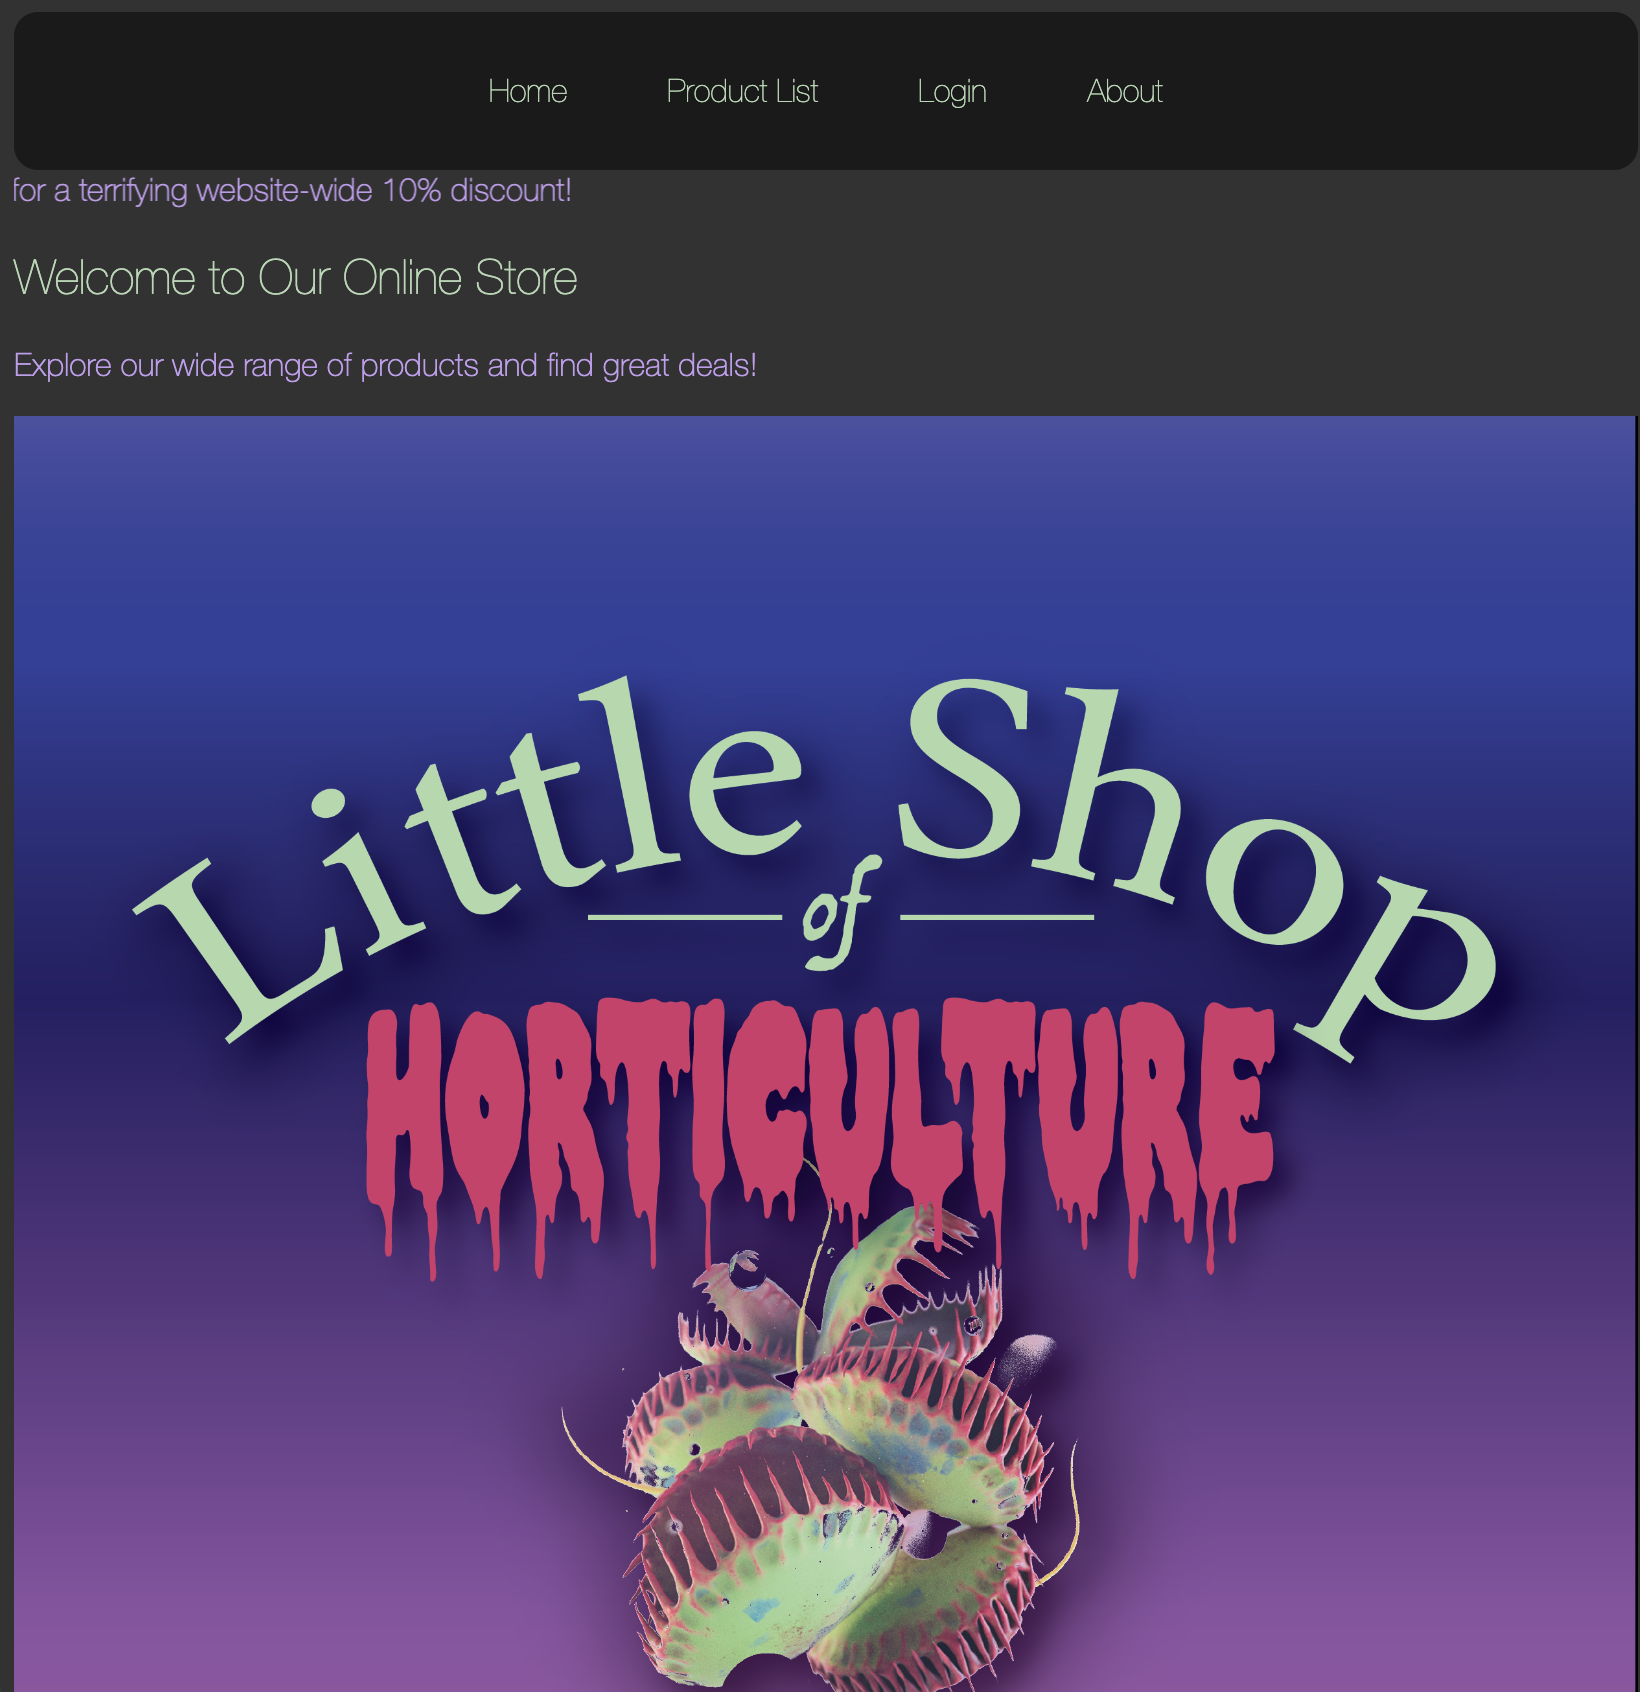 Home Product List Login About
for a terrifying website-wide 10% discount!
Welcome to Our Online Store
Explore our wide range of products and find great deals!
Little Shop
of
HORTICULTURE